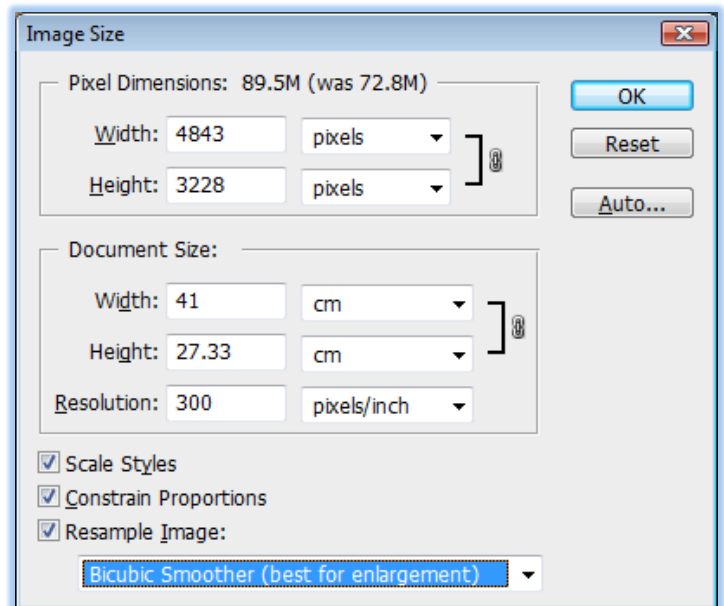 Image Size
Pixel Dimensions: 89.5M (was 72.8M)
OK
Width: 4843 pixels
Reset
Height: 3228 pixels
Auto...
Document Size:
Width: 41 cm
Height: 27.33 cm
Resolution: 300 pixels/inch
Scale Styles
Constrain Proportions
Resample Image:
Bicubic Smoother (best for enlargement)